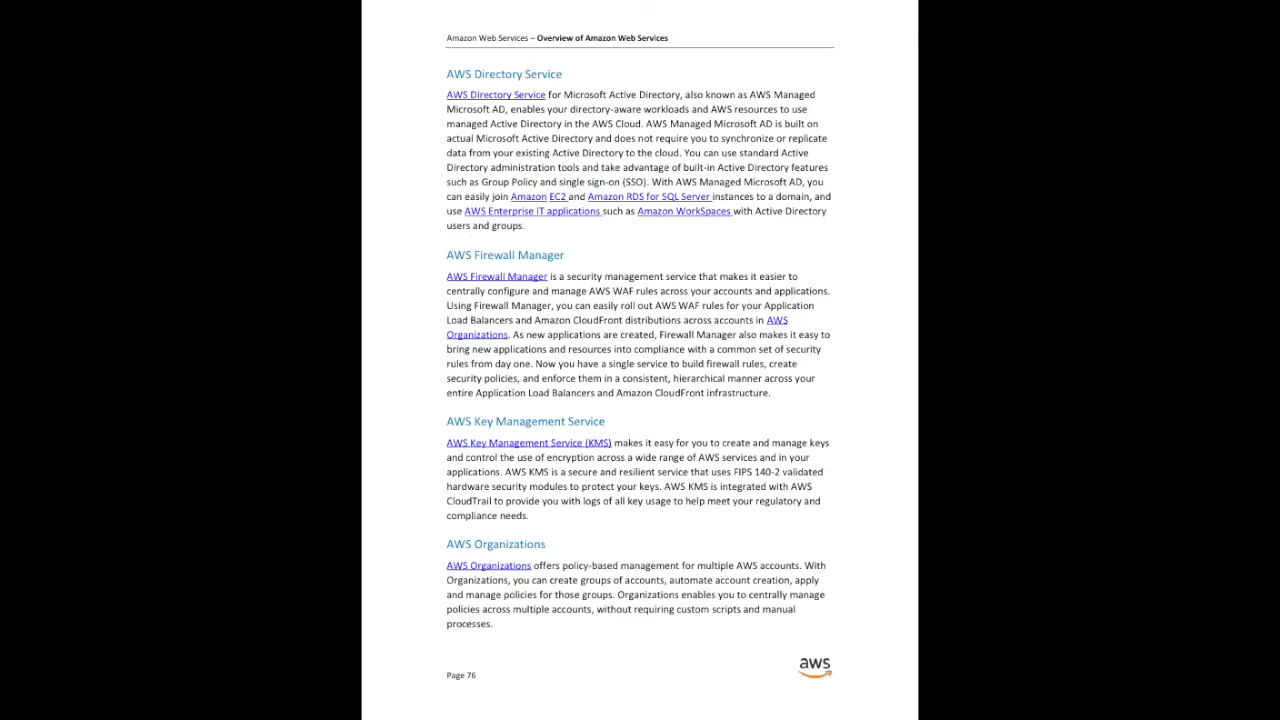 Amazon Web Services – Overview of Amazon Web Services
AWS Directory Service
AWS Directory Service for Microsoft Active Directory, also known as AWS Managed
Microsoft AD, enables your directory-aware workloads and AWS resources to use
managed Active Directory in the AWS Cloud. AWS Managed Microsoft AD is built on
actual Microsoft Active Directory and does not require you to synchronize or replicate
data from your existing Active Directory to the cloud. You can use standard Active
Directory administration tools and take advantage of built-in Active Directory features
such as Group Policy and single sign-on (SSO). With AWS Managed Microsoft AD, you
can easily join Amazon EC2 and Amazon RDS for SQL Server instances to a domain, and
use AWS Enterprise IT applications such as Amazon WorkSpaces with Active Directory
users and groups.
AWS Firewall Manager
AWS Firewall Manager is a security management service that makes it easier to
centrally configure and manage AWS WAF rules across your accounts and applications.
Using Firewall Manager, you can easily roll out AWS WAF rules for your Application
Load Balancers and Amazon CloudFront distributions across accounts in AWS
Organizations. As new applications are created, Firewall Manager also makes it easy to
bring new applications and resources into compliance with a common set of security
rules from day one. Now you have a single service to build firewall rules, create
security policies, and enforce them in a consistent, hierarchical manner across your
entire Application Load Balancers and Amazon CloudFront infrastructure.
AWS Key Management Service
AWS Key Management Service (KMS) makes it easy for you to create and manage keys
and control the use of encryption across a wide range of AWS services and in your
applications. AWS KMS is a secure and resilient service that uses FIPS 140-2 validated
hardware security modules to protect your keys. AWS KMS is integrated with AWS
CloudTrail to provide you with logs of all key usage to help meet your regulatory and
compliance needs.
AWS Organizations
AWS Organizations offers policy-based management for multiple AWS accounts. With
Organizations, you can create groups of accounts, automate account creation, apply
and manage policies for those groups. Organizations enables you to centrally manage
policies across multiple accounts, without requiring custom scripts and manual
processes.
aws
Page 76